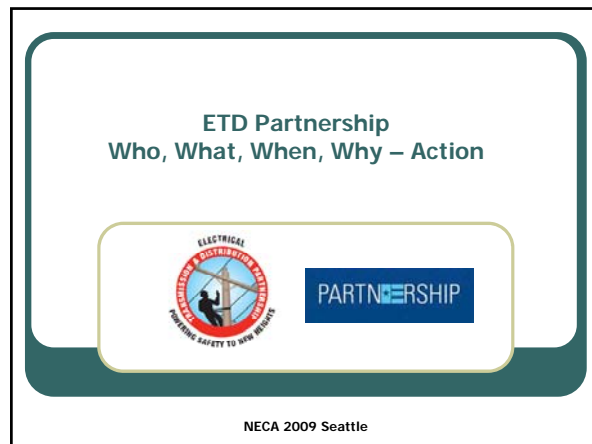 ETD Partnership
Who, What, When, Why – Action
ELECTRICAL
TRANSMISSION & DISTRIBUTION PARTNERSHIP
POWERING SAFETY TO NEW HEIGHTS
PARTNERSHIP
NECA 2009 Seattle